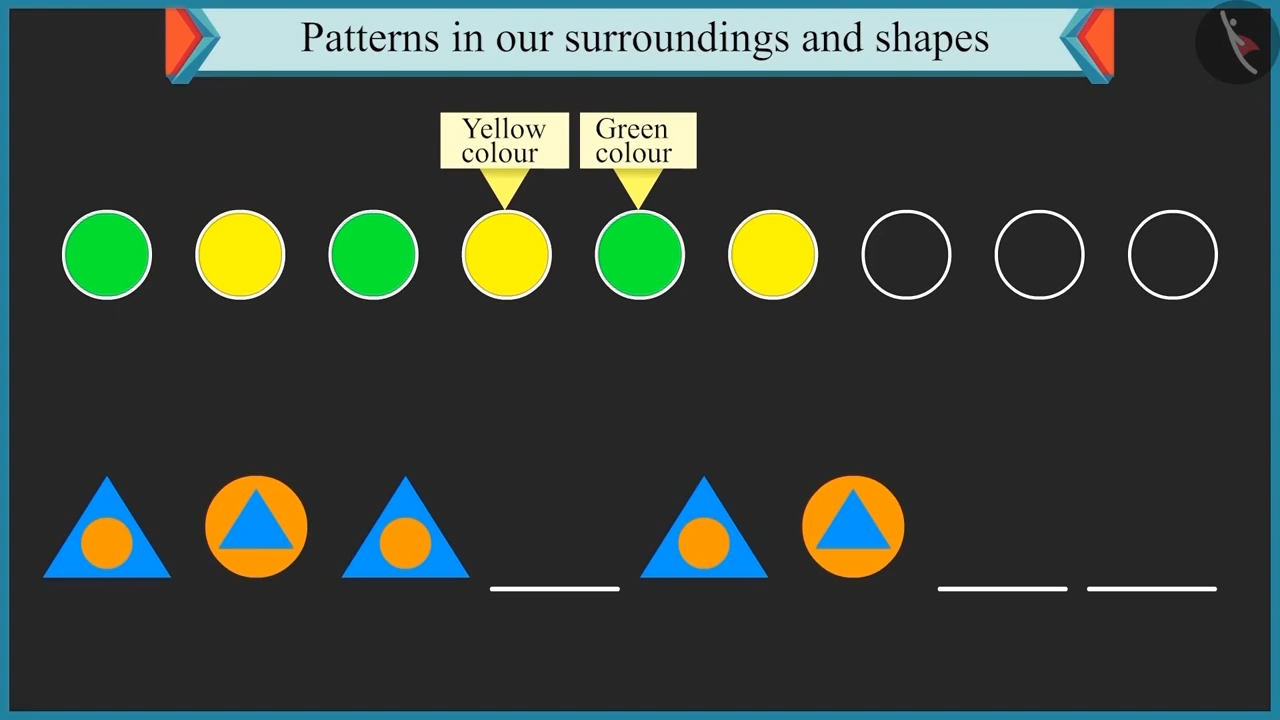 Patterns in our surroundings and shapes
Yellow
colour
Green
colour